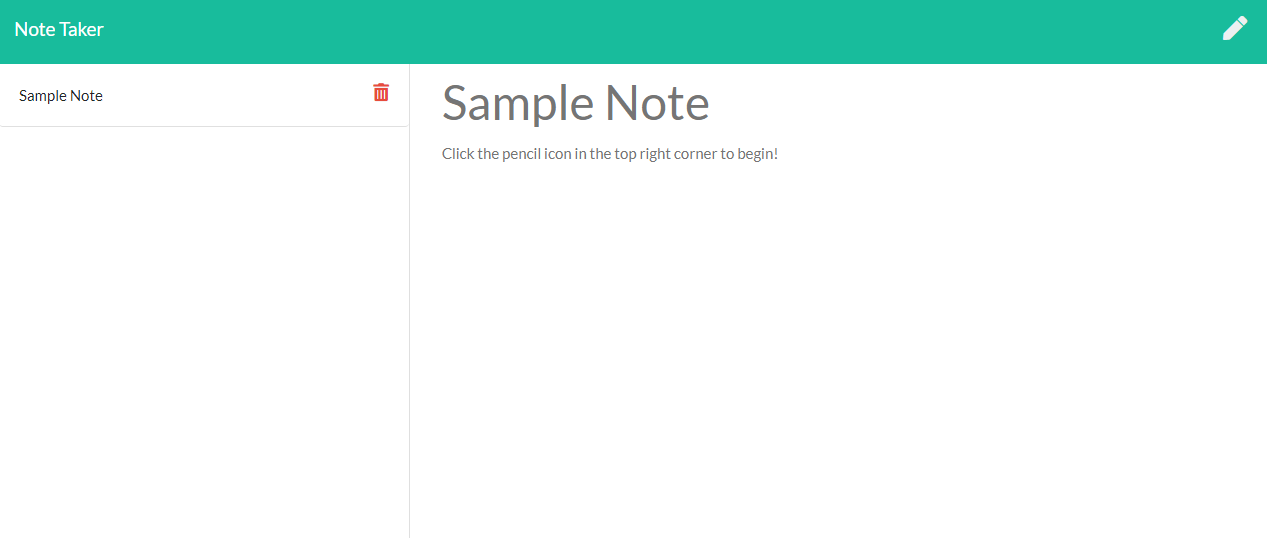 Note Taker
Sample Note
Sample Note
Click the pencil icon in the top right corner to begin!